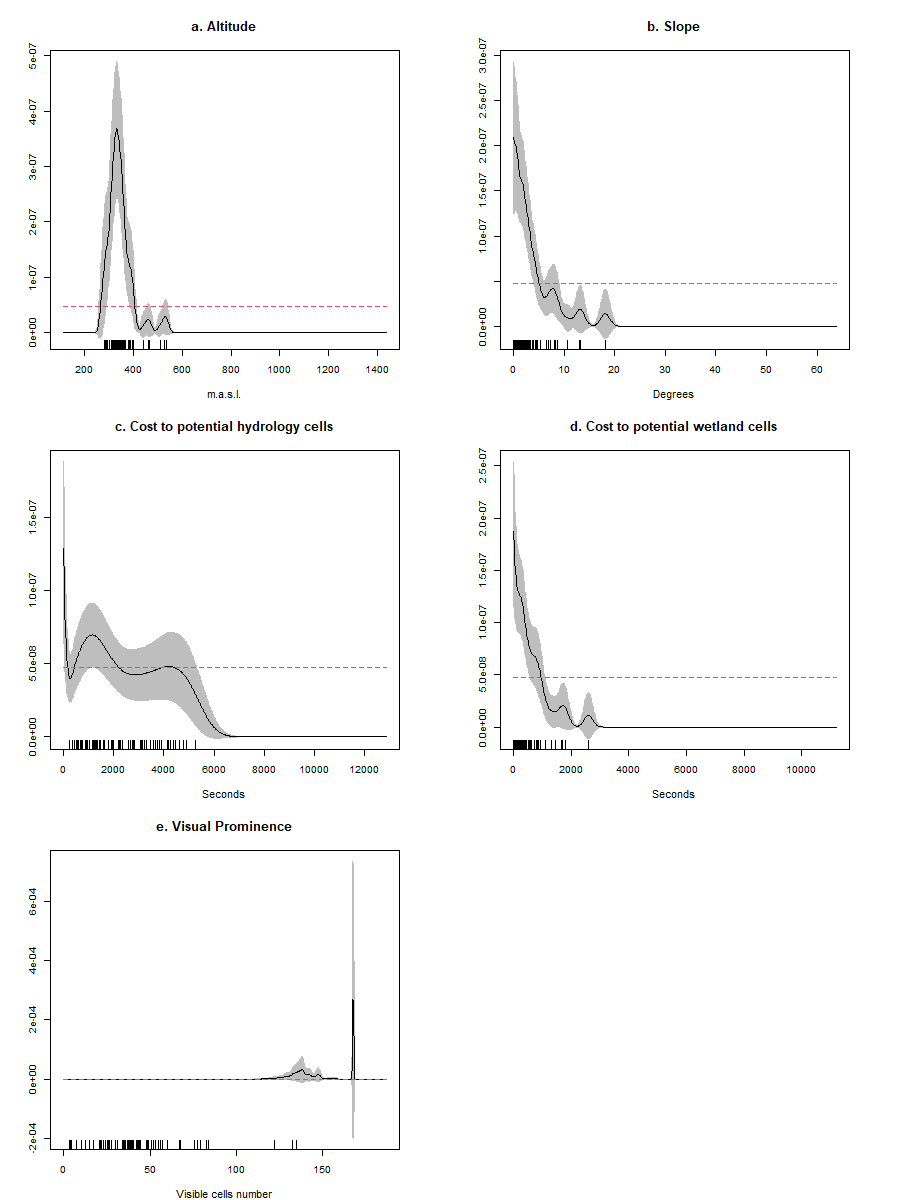 a. Altitude
5e-07
4e-07
3e-07
2e-07
1e-07
0e+00
200 400 600 800 1000 1200 1400
m.a.s.l.
b. Slope
3.0e-07
2.5e-07
2.0e-07
1.5e-07
1.0e-07
0.0e+00
0 10 20 30 40 50 60
Degrees
c. Cost to potential hydrology cells
1.5e-07
1.0e-07
5.0e-08
0.0e+00
0 2000 4000 6000 8000 10000 12000
Seconds
d. Cost to potential wetland cells
2.5e-07
2.0e-07
1.5e-07
1.0e-07
5.0e-08
0.0e+00
0 2000 4000 6000 8000 10000
Seconds
e. Visual Prominence
6e-04
4e-04
2e-04
0e+00
-2e-04
0 50 100 150
Visible cells number